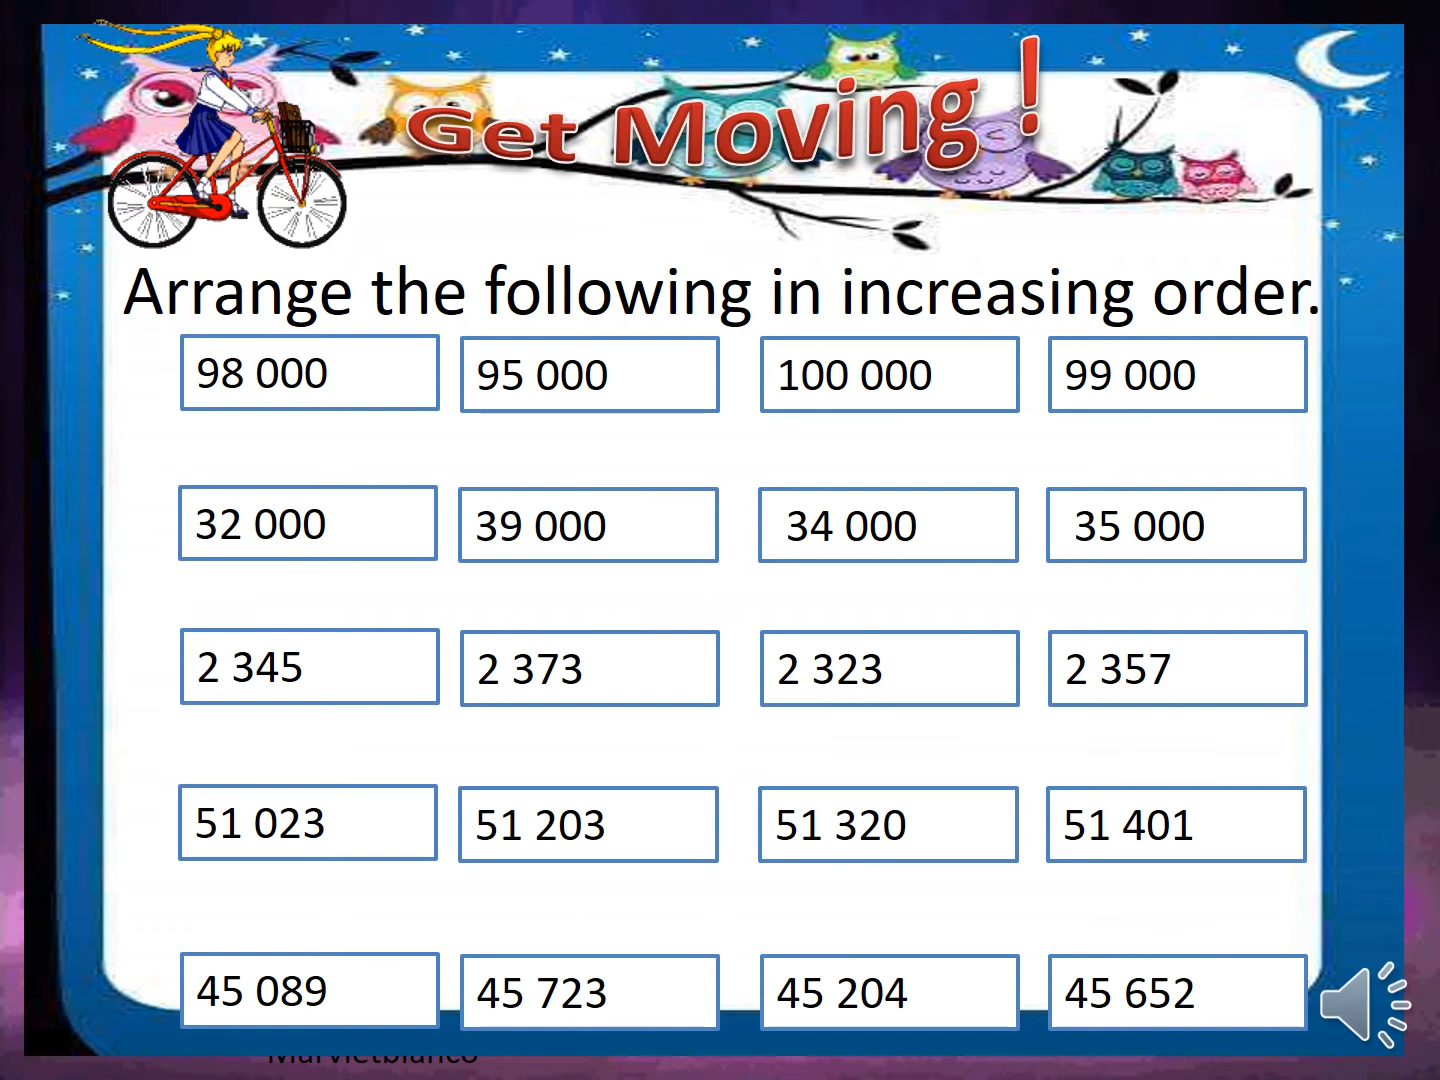 Get Moving !
Arrange the following in increasing order.
98 000 95 000 100 000 99 000
32 000 39 000 34 000 35 000
2 345 2 373 2 323 2 357
51 023 51 203 51 320 51 401
45 089 45 723 45 204 45 652
Marvietblanco